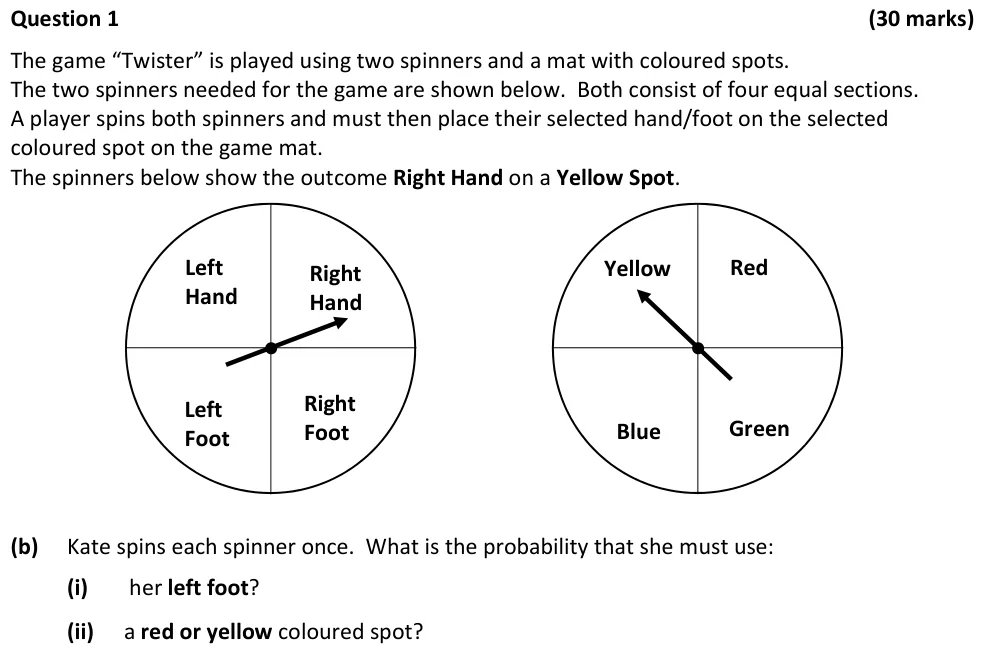 Question 1 (30 marks)
The game “Twister” is played using two spinners and a mat with coloured spots.
The two spinners needed for the game are shown below. Both consist of four equal sections.
A player spins both spinners and must then place their selected hand/foot on the selected
coloured spot on the game mat.
The spinners below show the outcome Right Hand on a Yellow Spot.
Left
Hand
Right
Hand
Left
Foot
Right
Foot
Yellow
Red
Blue
Green
(b) Kate spins each spinner once. What is the probability that she must use:
(i) her left foot?
(ii) a red or yellow coloured spot?